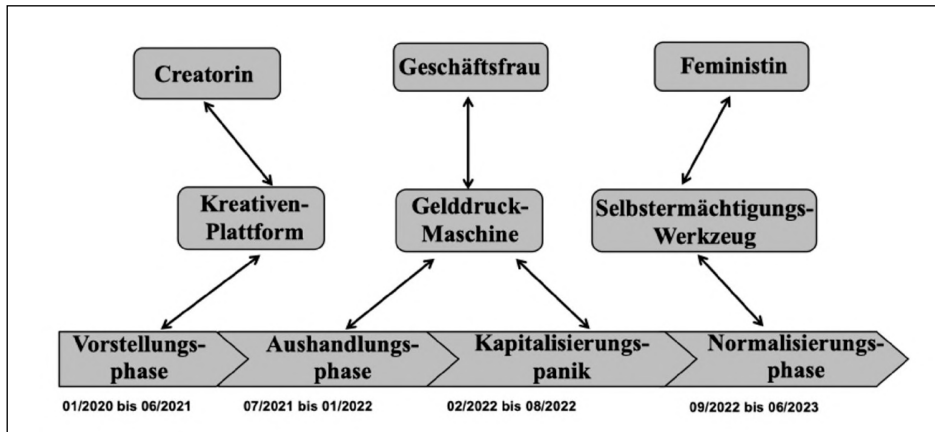 Creatorin
Geschäftsfrau
Feministin
Kreativen-
Plattform
Gelddruck-
Maschine
Selbstermächtigungs-
Werkzeug
Vorstellungs-
phase
Aushandlungs-
phase
Kapitalisierungs-
panik
Normalisierungs-
phase
01/2020 bis 06/2021
07/2021 bis 01/2022
02/2022 bis 08/2022
09/2022 bis 06/2023